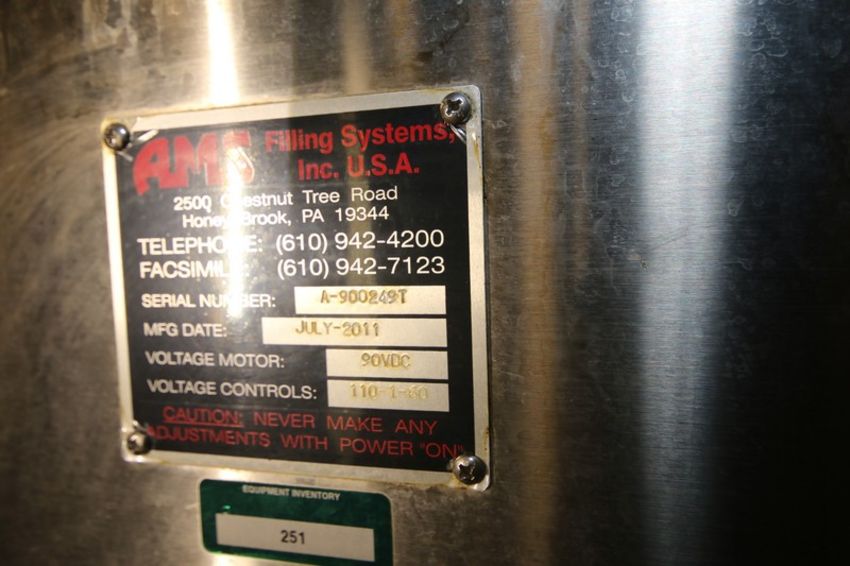 AMS Filling Systems,
Inc. U.S.A.
2500 Chestnut Tree Road
Honey Brook, PA 19344
TELEPHONE: (610) 942-4200
FACSIMILE: (610) 942-7123
SERIAL NUMBER: A-900249T
MFG DATE: JULY-2011
VOLTAGE MOTOR: 90VDC
VOLTAGE CONTROLS: 110-1-60
CAUTION: NEVER MAKE ANY
ADJUSTMENTS WITH POWER "ON"
EQUIPMENT INVENTORY
251